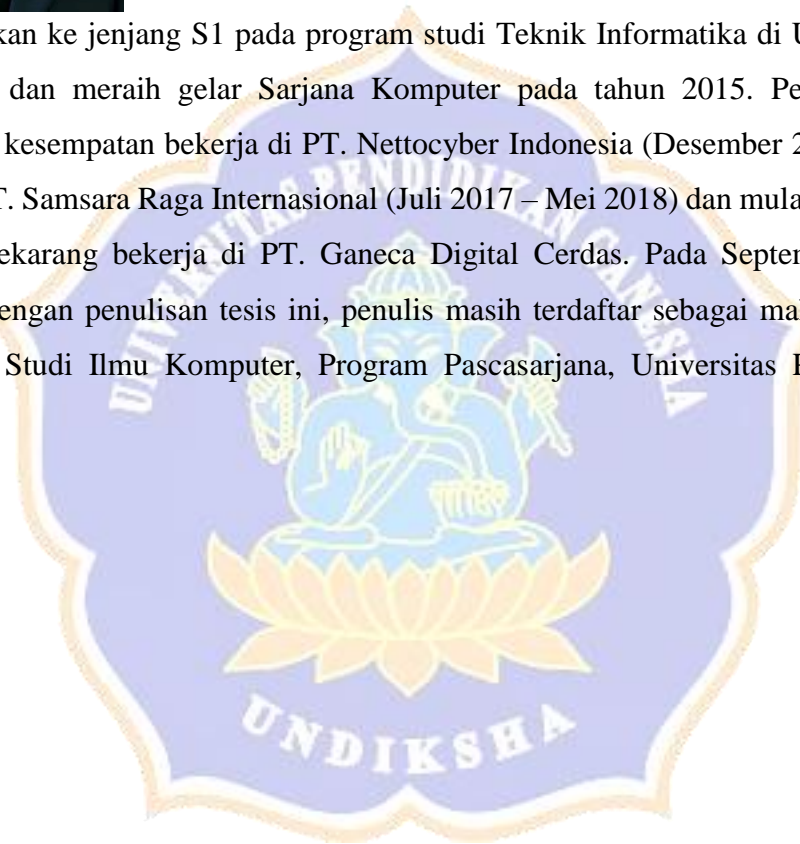 kan ke jenjang S1 pada program studi Teknik Informatika di U
dan meraih gelar Sarjana Komputer pada tahun 2015. Pe
kesempatan bekerja di PT. Nettocyber Indonesia (Desember 2
T. Samsara Raga Internasional (Juli 2017 – Mei 2018) dan mula
ekarang bekerja di PT. Ganeca Digital Cerdas. Pada Septem
engan penulisan tesis ini, penulis masih terdaftar sebagai mal
Studi Ilmu Komputer, Program Pascasarjana, Universitas P
UNIVERSITAS PENDIDIKAN GANESHA
UNDIKSHA